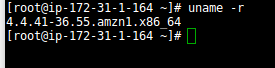 [root@ip-172-31-1-164 ~]# uname -r
4.4.41-36.55.amzn1.x86_64
[root@ip-172-31-1-164 ~]#